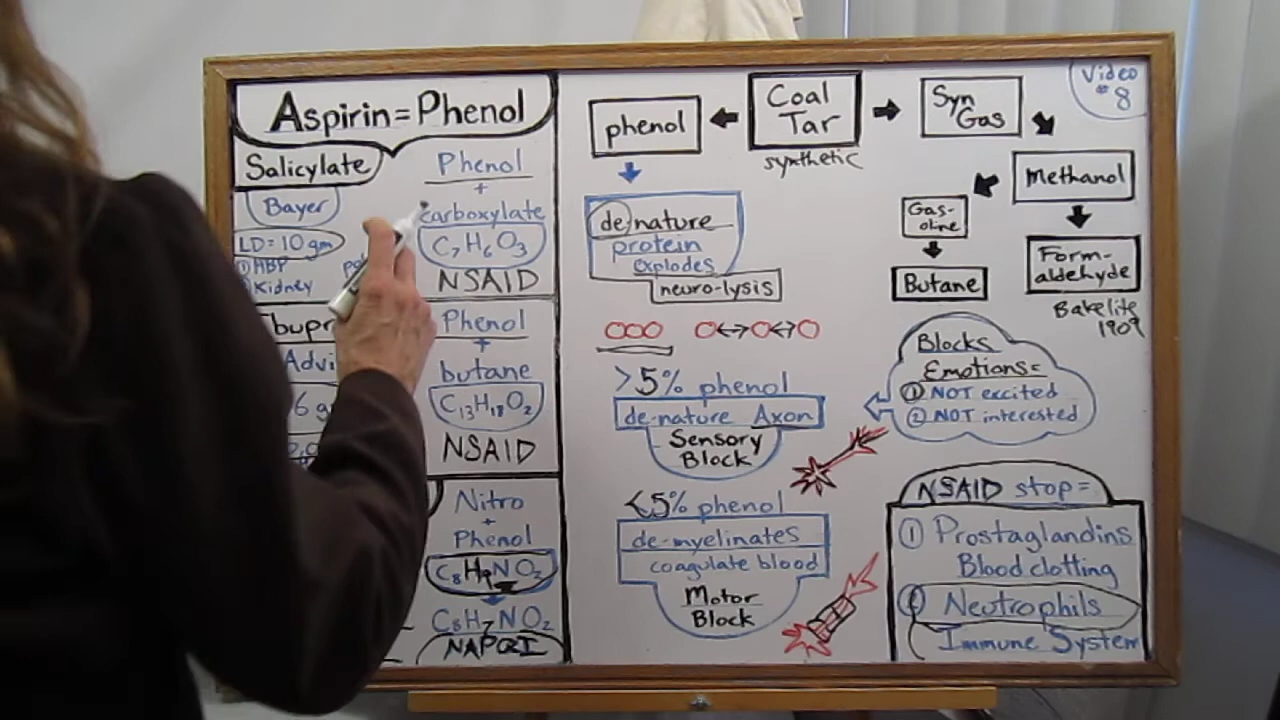 Aspirin=Phenol
Salicylate
Bayer
LD=10gm
① HBP
Kidney
Phenol
+
carboxylate
C7H6O3
NSAID
Ibupr
Advi
6 g
Phenol
+
butane
C13H18O2
NSAID
Nitro
+
Phenol
C8H9NO2
C8H7NO2
NAPQI
phenol
Coal
Tar
synthetic
Syn
Gas
Video
#8
Methanol
Gas-
oline
Butane
Form-
aldehyde
Bakelite
1909
de/nature
protein
explodes
neuro-lysis
>5% phenol
de-nature Axon
Sensory
Block
<5% phenol
de-myelinates
coagulate blood
Motor
Block
Blocks
Emotions=
① NOT excited
② NOT interested
NSAID stop=
① Prostaglandins
Blood clotting
② Neutrophils
Immune System